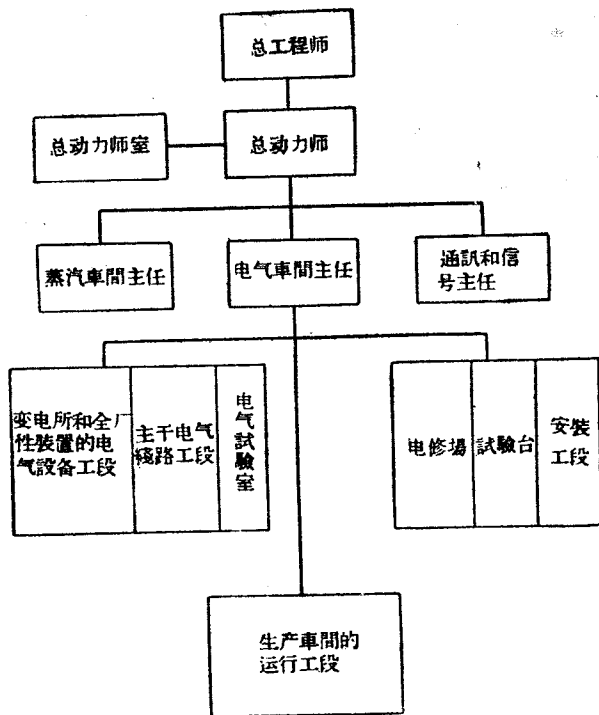 总工程师
总动力师室
总动力师
蒸汽車間主任
电气車間主任
通訊和信
号主任
变电所和全厂
性裝置的电
气設备工段
主干电气
綫路工段
电气試驗室
电修場
試驗台
安裝
工段
生产車間的
运行工段